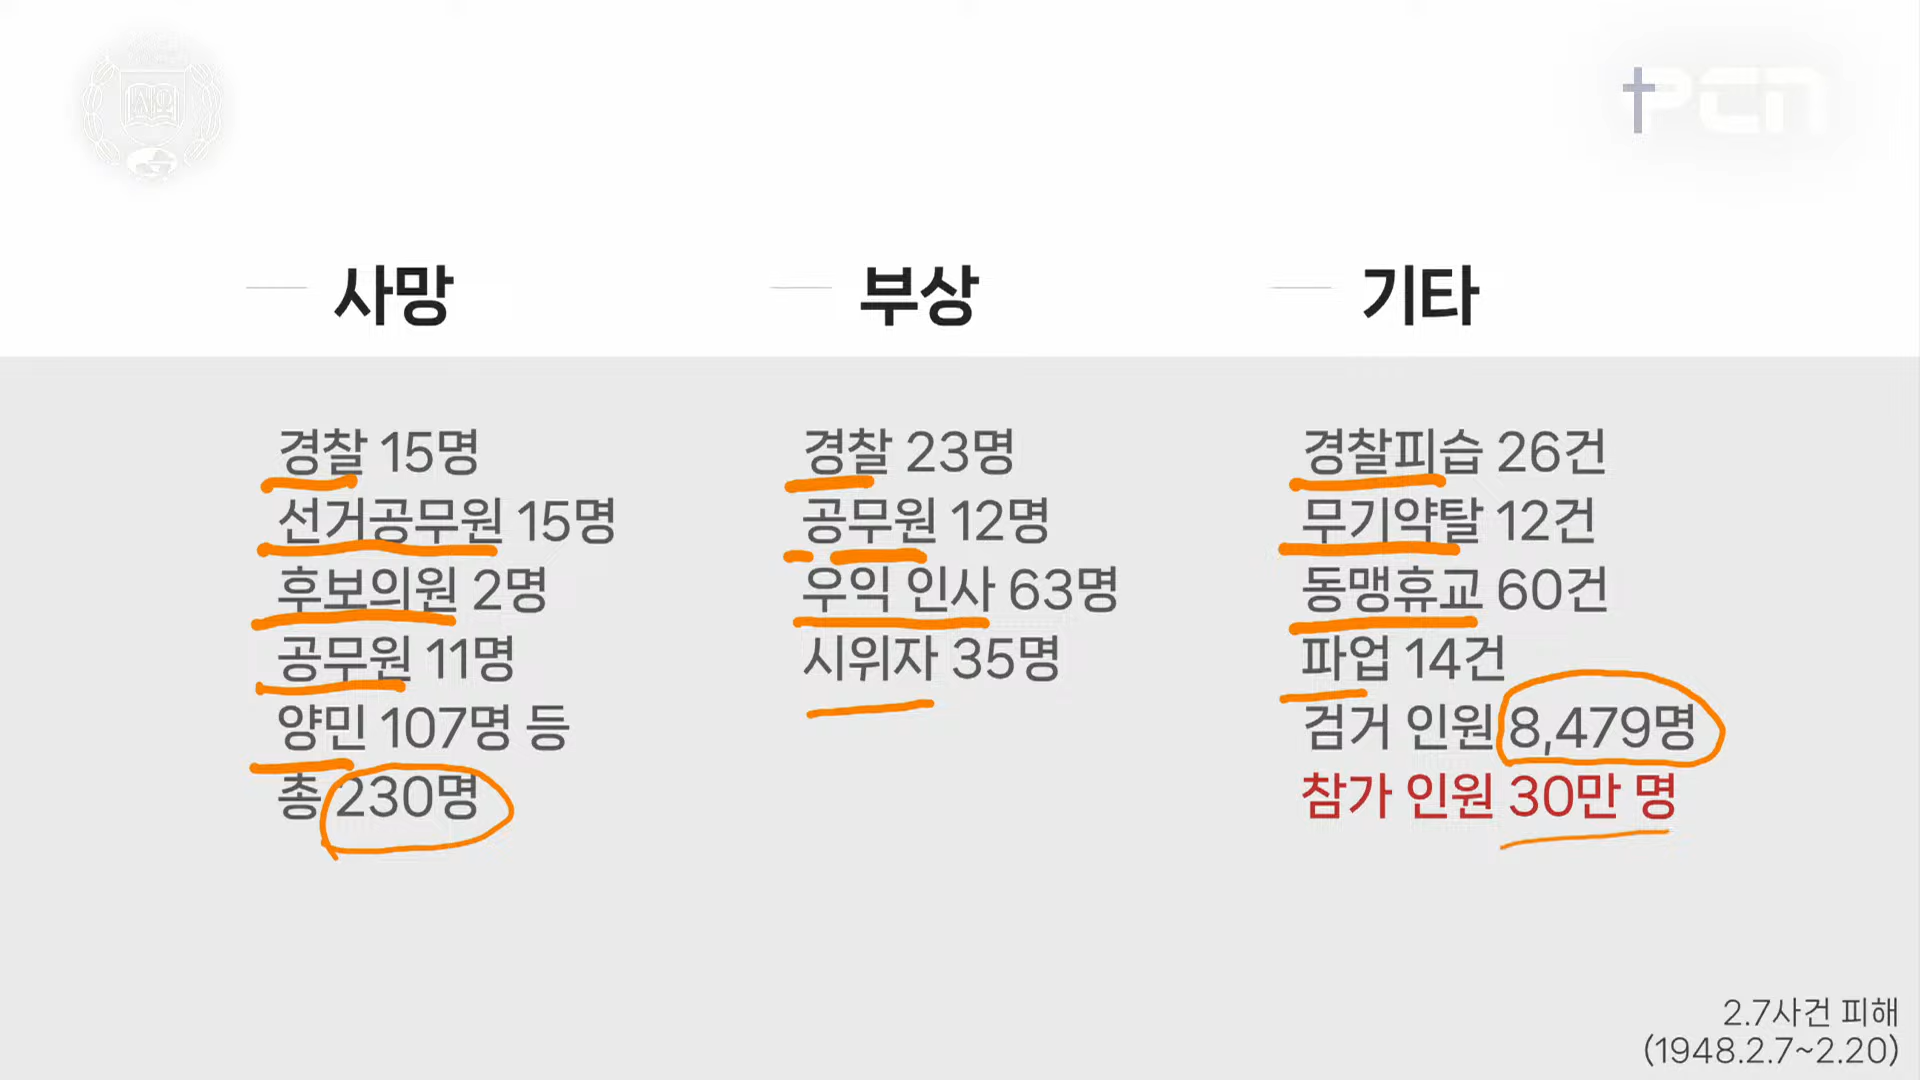 PCN
사망
경찰 15명
선거공무원 15명
후보의원 2명
공무원 11명
양민 107명 등
총 230명
부상
경찰 23명
공무원 12명
우익 인사 63명
시위자 35명
기타
경찰피습 26건
무기약탈 12건
동맹휴교 60건
파업 14건
검거 인원 8,479명
참가 인원 30만 명
2.7사건 피해
(1948.2.7~2.20)